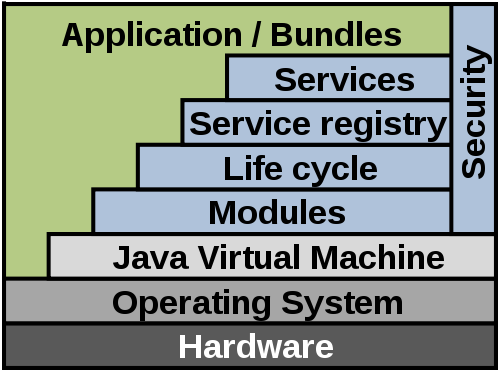 Application / Bundles
Security
Services
Service registry
Life cycle
Modules
Java Virtual Machine
Operating System
Hardware